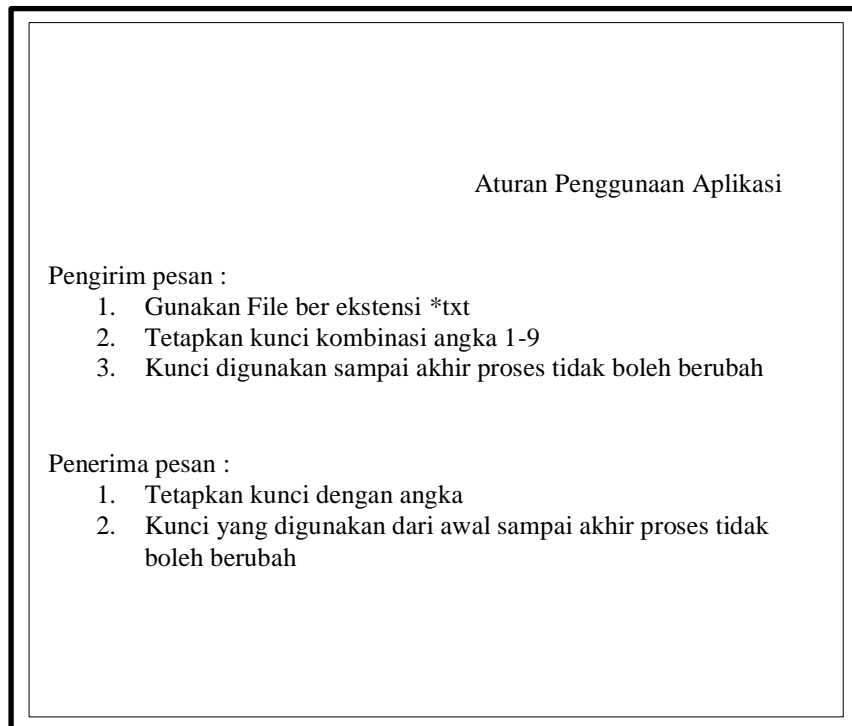 Aturan Penggunaan Aplikasi
Pengirim pesan :
1. Gunakan File ber ekstensi *txt
2. Tetapkan kunci kombinasi angka 1-9
3. Kunci digunakan sampai akhir proses tidak boleh berubah
Penerima pesan :
1. Tetapkan kunci dengan angka
2. Kunci yang digunakan dari awal sampai akhir proses tidak
boleh berubah